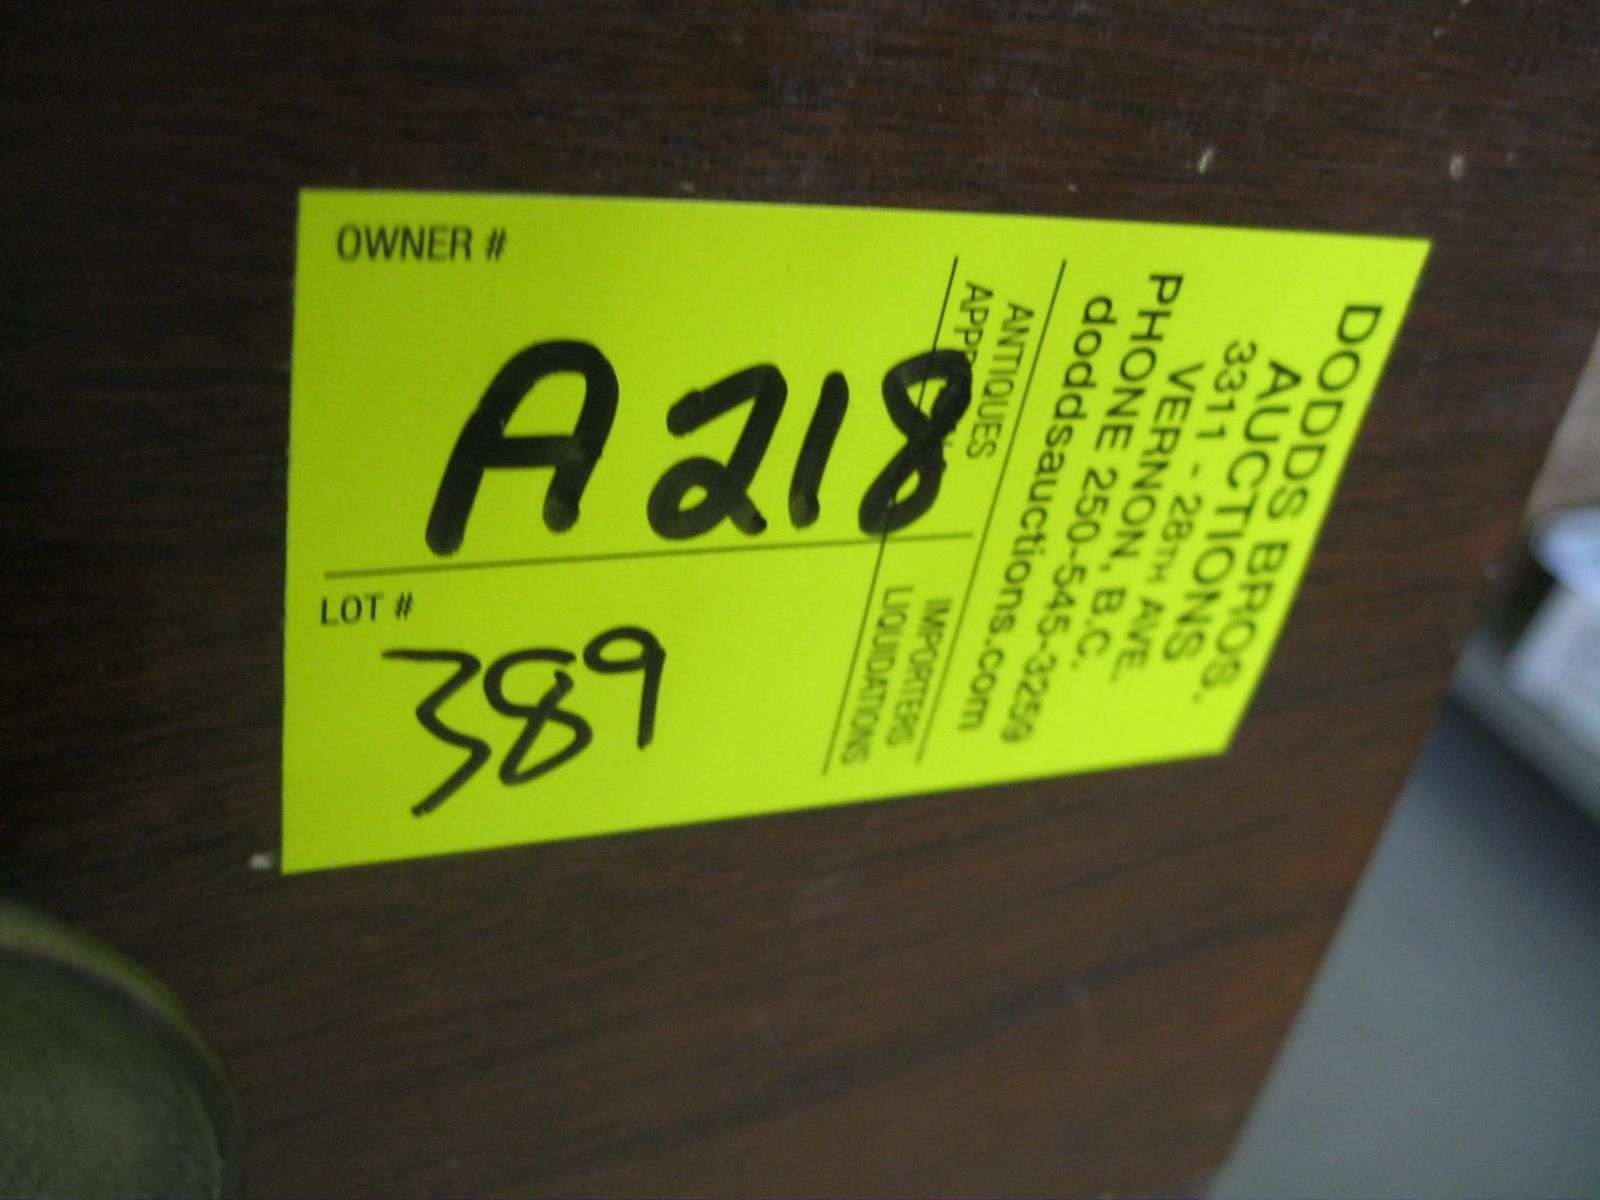 DODDS BROS.
AUCTIONS
3311 - 28TH AVE.
VERNON, B.C.
PHONE 250-545-3259
doddsauctions.com
ANTIQUES
IMPORTERS
LIQUIDATIONS
OWNER #
A218
LOT #
389